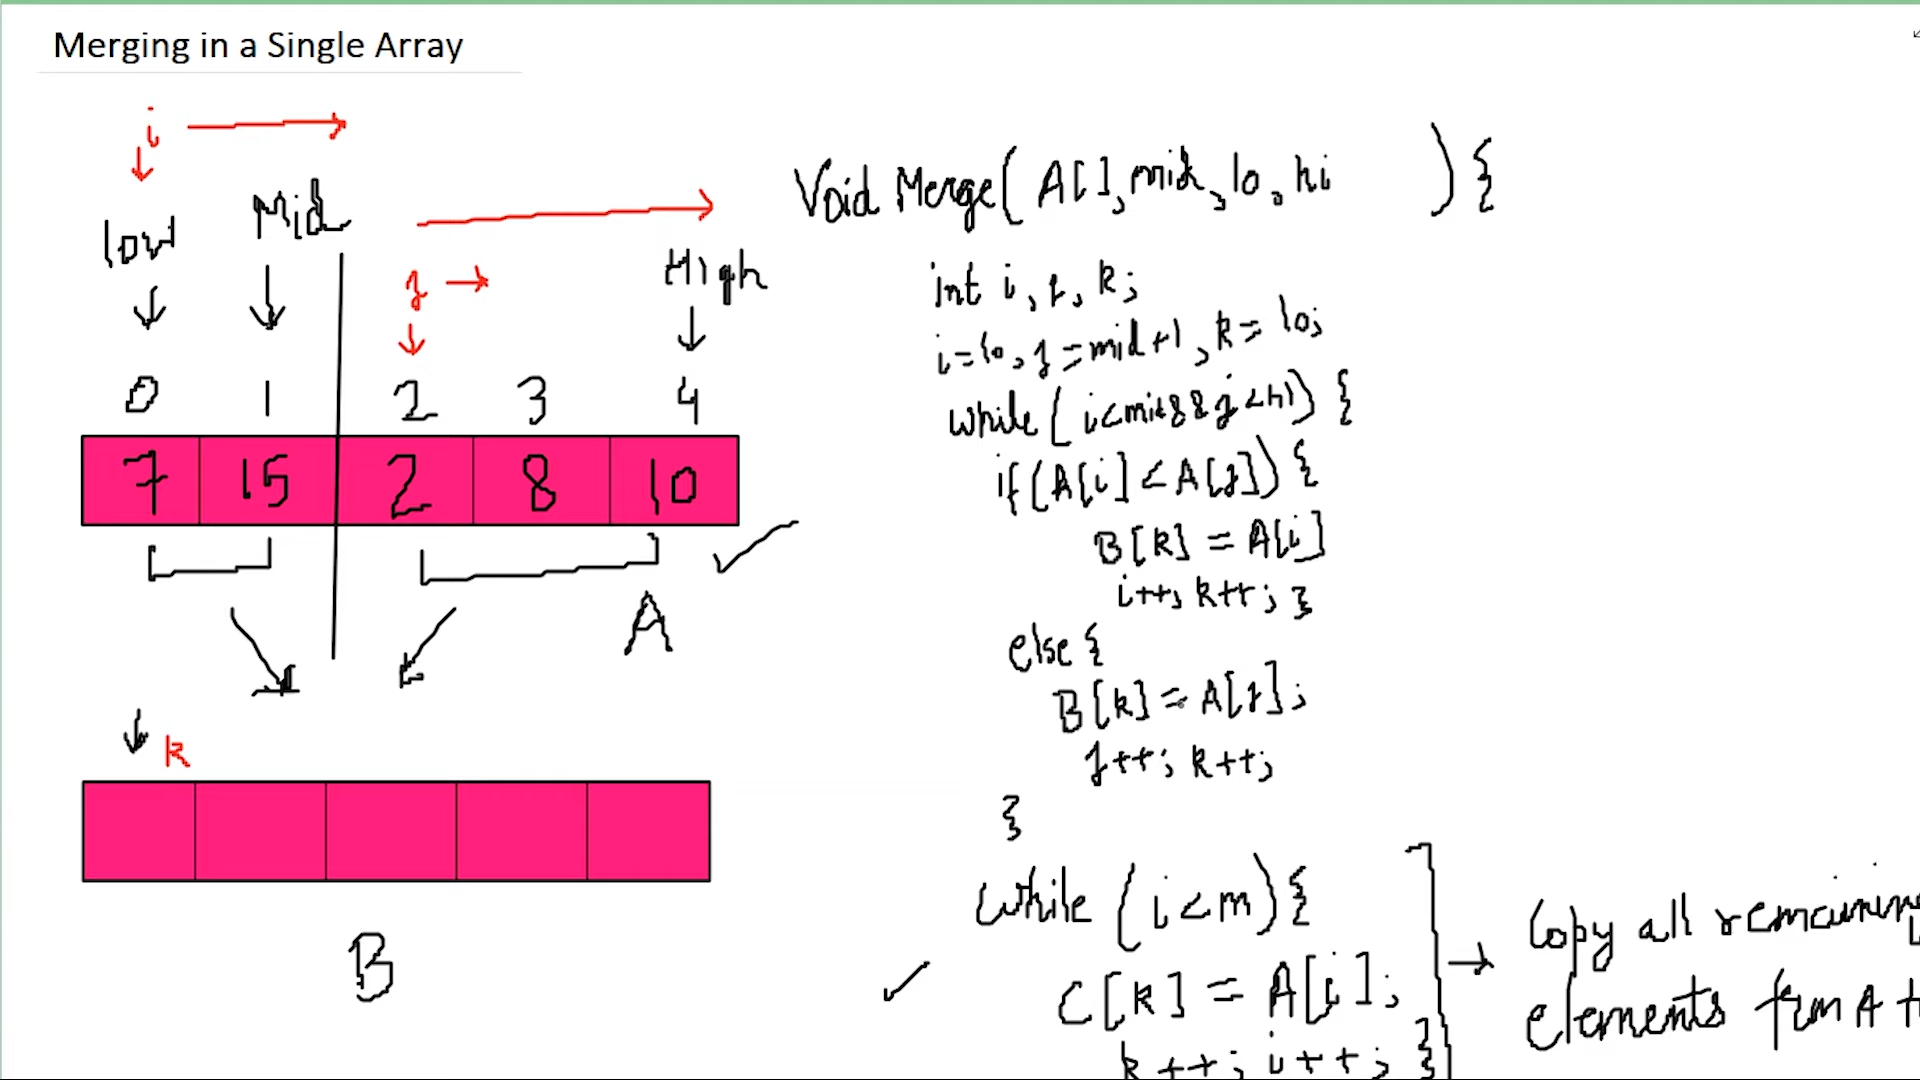 Merging in a Single Array
i
low
Mid
j
High
0 1 2 3 4
7 15 2 8 10
A
k
B
Void Merge( A[], mid, lo, hi ) {
int i, j, k;
i=lo, j=mid+1, k=lo;
while( i<mid&&j<hi) {
if(A[i] < A[j]) {
B[k] = A[i]
i++, k++; }
else {
B[k] = A[j];
j++; k++;
}
while (i<m){
C[k] = A[i];
k++; i++; }
Copy all remaining
elements from A